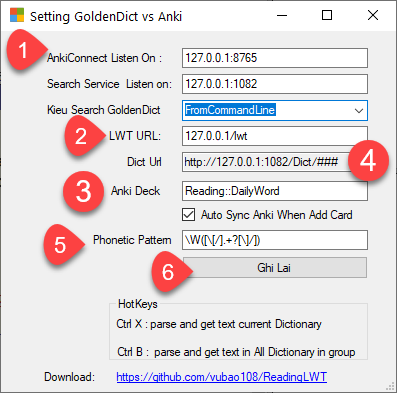 Setting GoldenDict vs Anki
1
AnkiConnect Listen On :
127.0.0.1:8765
Search Service Listen on:
127.0.0.1:1082
Kieu Search GoldenDict
FromCommandLine
2
LWT URL:
127.0.0.1/lwt
Dict Url
http://127.0.0.1:1082/Dict/###
4
3
Anki Deck
Reading::DailyWord
Auto Sync Anki When Add Card
5
Phonetic Pattern
\W([\[/].+?[\]/])
6
Ghi Lai
HotKeys
Ctrl X : parse and get text current Dictionary
Ctrl B : parse and get text in All Dictionary in group
Download:
https://github.com/vubao108/ReadingLWT